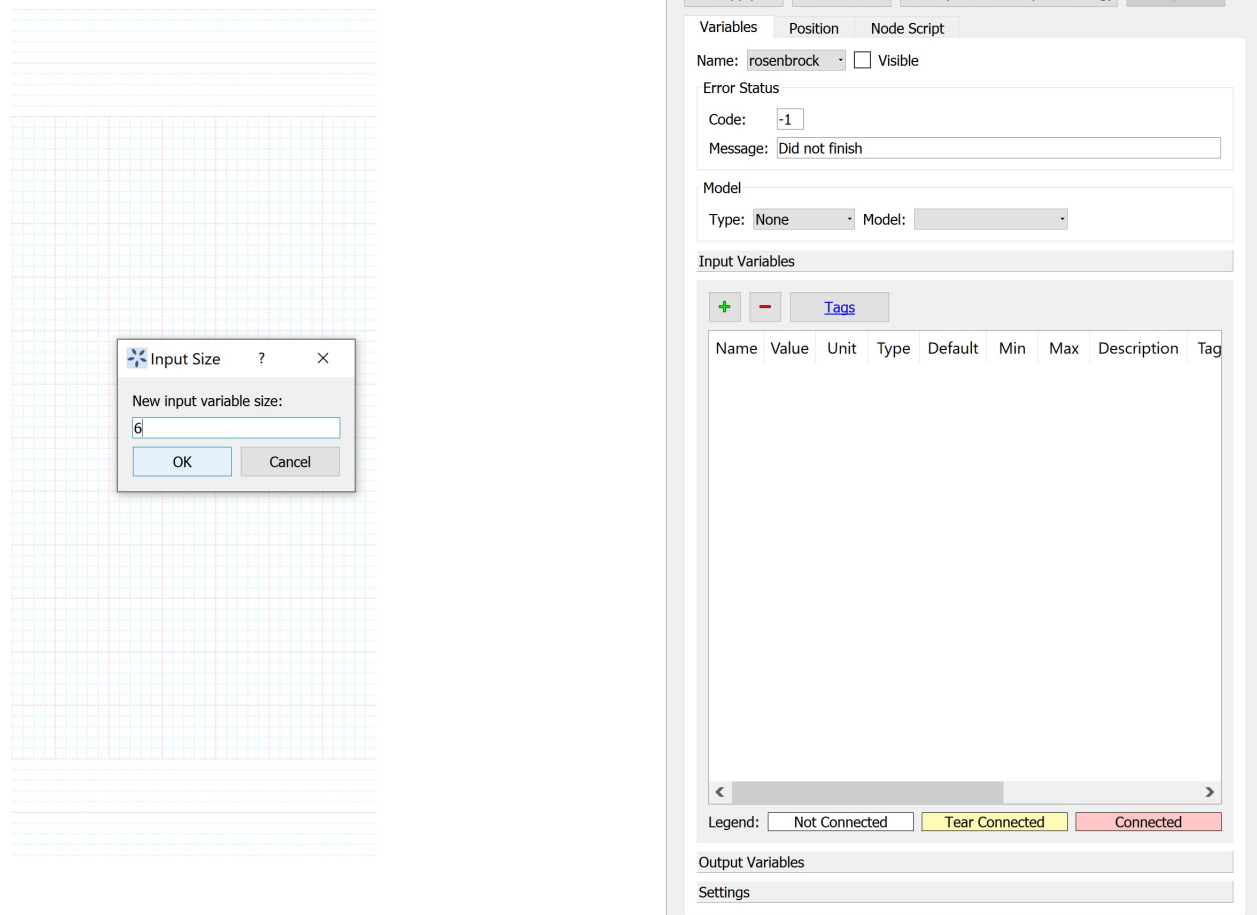 Variables Position Node Script
Name: rosenbrock Visible
Error Status
Code: -1
Message: Did not finish
Model
Type: None Model:
Input Variables
+ - Tags
Name Value Unit Type Default Min Max Description Tag
Input Size ? ×
New input variable size:
6
OK Cancel
Legend: Not Connected Tear Connected Connected
Output Variables
Settings